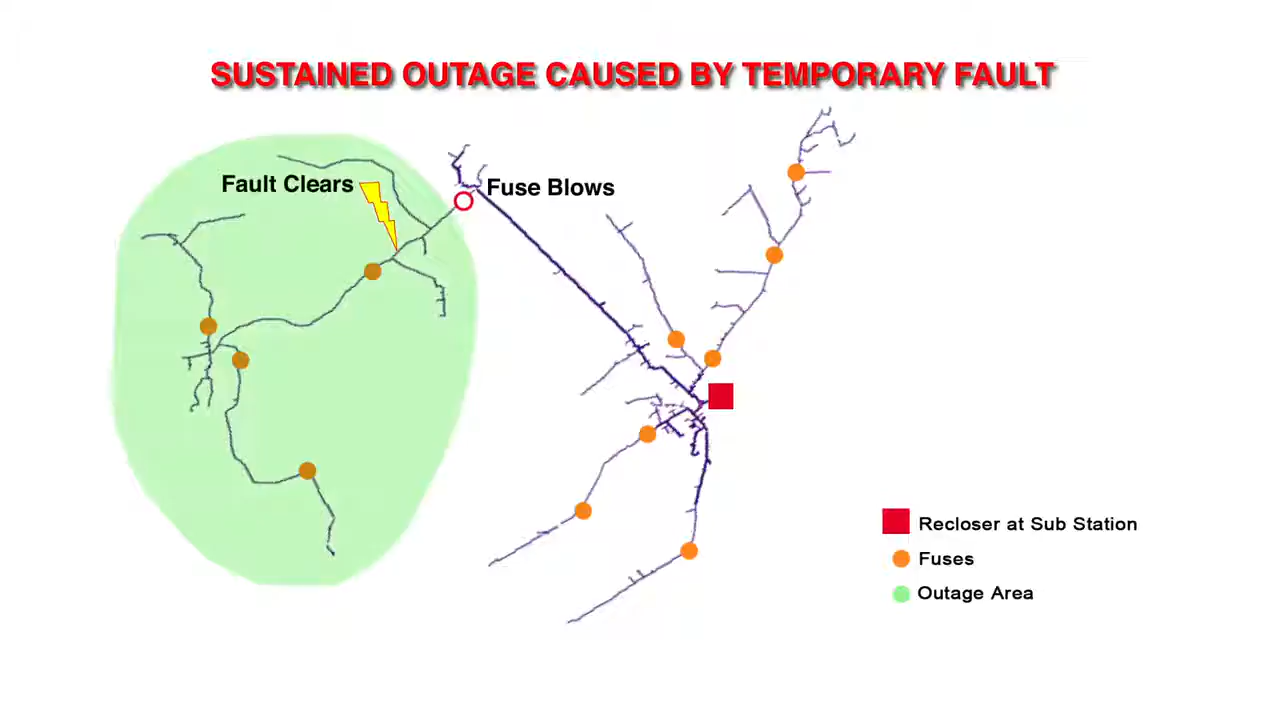 SUSTAINED OUTAGE CAUSED BY TEMPORARY FAULT
Fault Clears
Fuse Blows
Recloser at Sub Station
Fuses
Outage Area